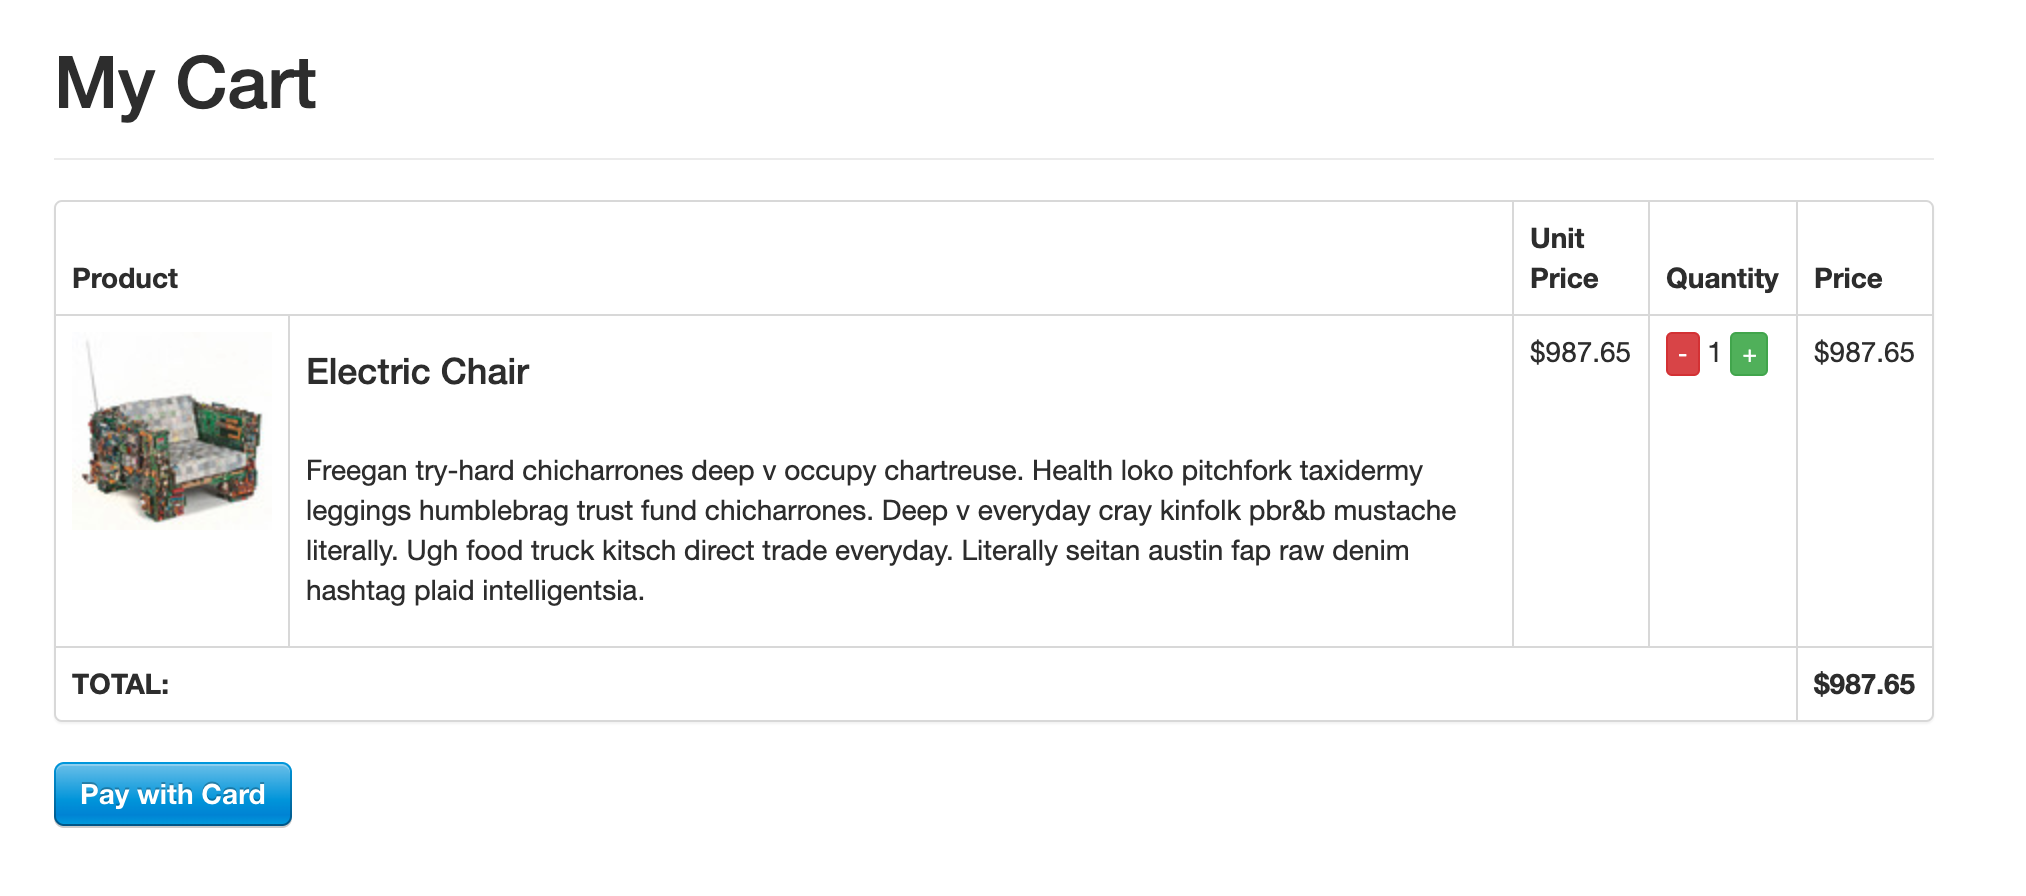 My Cart
Product
Unit
Price
Quantity
Price
Electric Chair
$987.65
- 1 +
$987.65
Freegan try-hard chicharrones deep v occupy chartreuse. Health loko pitchfork taxidermy
leggings humblebrag trust fund chicharrones. Deep v everyday cray kinfolk pbr&b mustache
literally. Ugh food truck kitsch direct trade everyday. Literally seitan austin fap raw denim
hashtag plaid intelligentsia.
TOTAL:
$987.65
Pay with Card